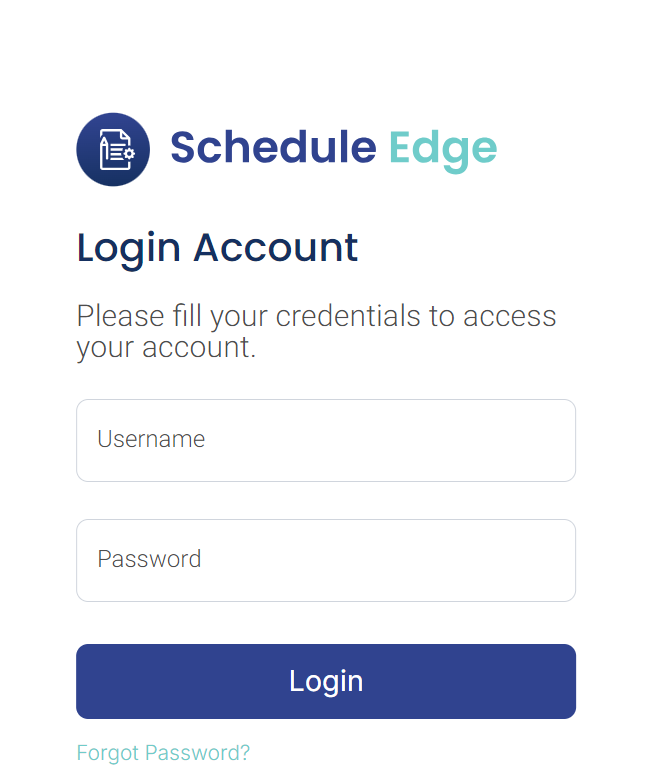 Schedule Edge
Login Account
Please fill your credentials to access
your account.
Username
Password
Login
Forgot Password?